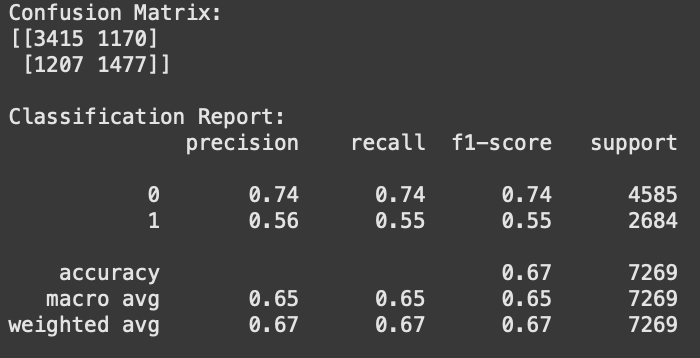 Confusion Matrix:
[[3415 1170]
 [1207 1477]]
Classification Report:
precision recall f1-score support
0 0.74 0.74 0.74 4585
1 0.56 0.55 0.55 2684
accuracy 0.67 7269
macro avg 0.65 0.65 0.65 7269
weighted avg 0.67 0.67 0.67 7269